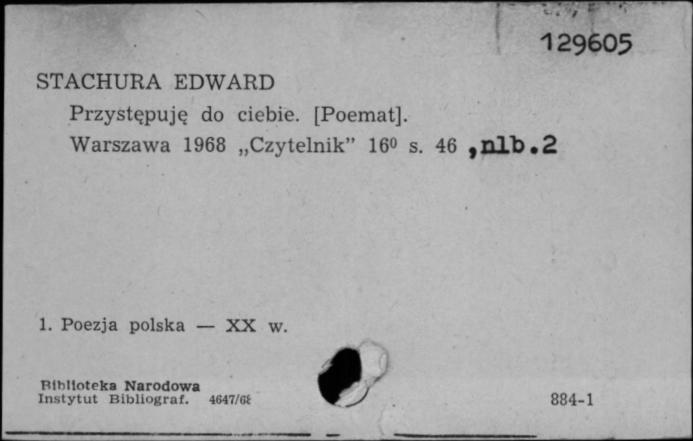 129605
STACHURA EDWARD
Przystępuję do ciebie. [Poemat].
Warszawa 1968 „Czytelnik” 16⁰ s. 46 ,nlb.2
1. Poezja polska — XX w.
Biblioteka Narodowa
Instytut Bibliograf. 4647/68
884-1